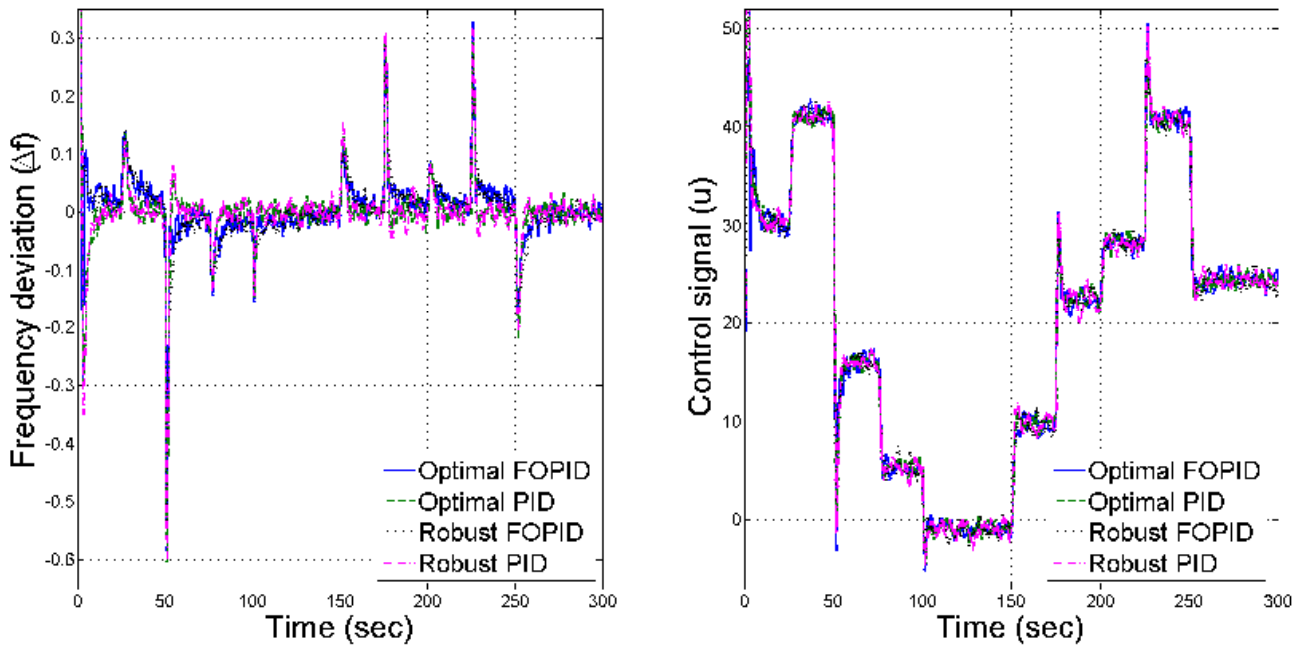 0.3
0.2
0.1
0
-0.1
-0.2
-0.3
-0.4
-0.5
-0.6
Frequency deviation (Δf)
Optimal FOPID
Optimal PID
Robust FOPID
Robust PID
0 50 100 150 200 250 300
Time (sec)
50
40
30
20
10
0
Control signal (u)
Optimal FOPID
Optimal PID
Robust FOPID
Robust PID
0 50 100 150 200 250 300
Time (sec)